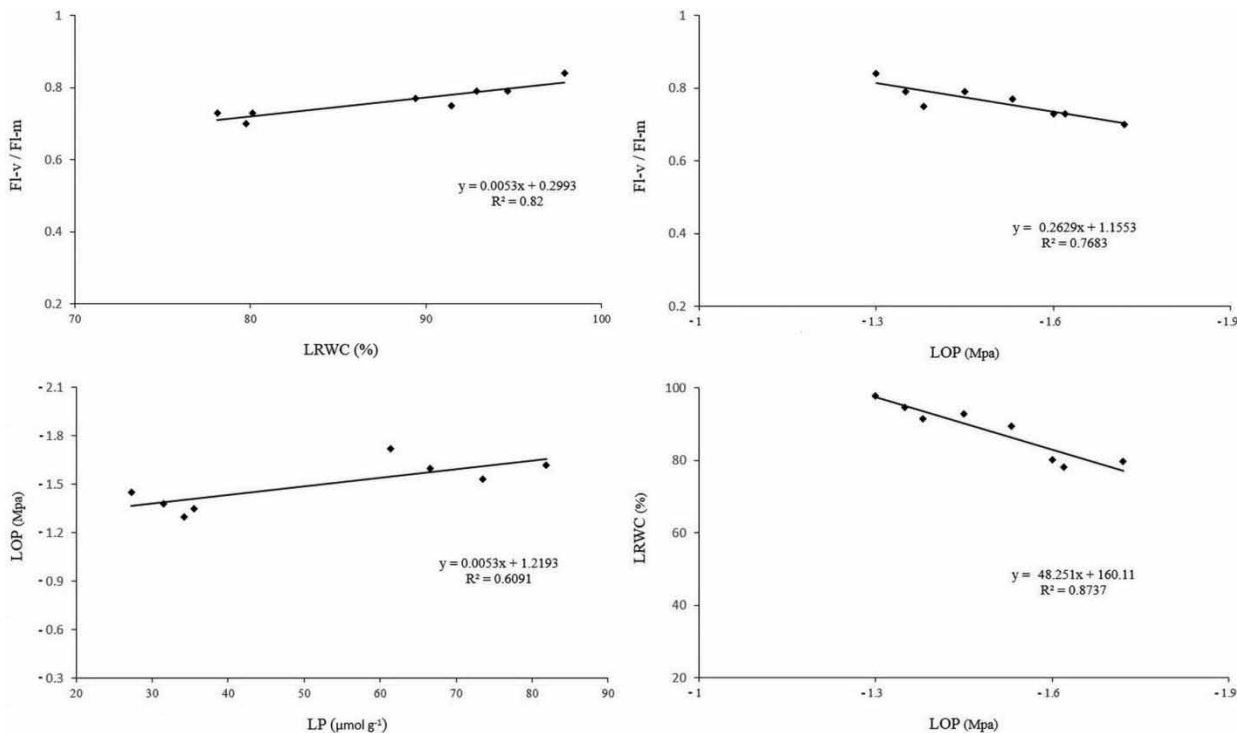 1
0.8
0.6
0.4
0.2
70
80
90
100
Fl-v / Fl-m
LRWC (%)
y = 0.0053x + 0.2993
R² = 0.82
1
0.8
0.6
0.4
0.2
-1
-1.3
-1.6
-1.9
Fl-v / Fl-m
LOP (Mpa)
y = 0.2629x + 1.1553
R² = 0.7683
-2.1
-1.8
-1.5
-1.2
-0.9
-0.6
-0.3
20
30
40
50
60
70
80
90
LOP (Mpa)
LP (µmol g⁻¹)
y = 0.0053x + 1.2193
R² = 0.6091
100
80
60
40
20
-1
-1.3
-1.6
-1.9
LRWC (%)
LOP (Mpa)
y = 48.251x + 160.11
R² = 0.8737